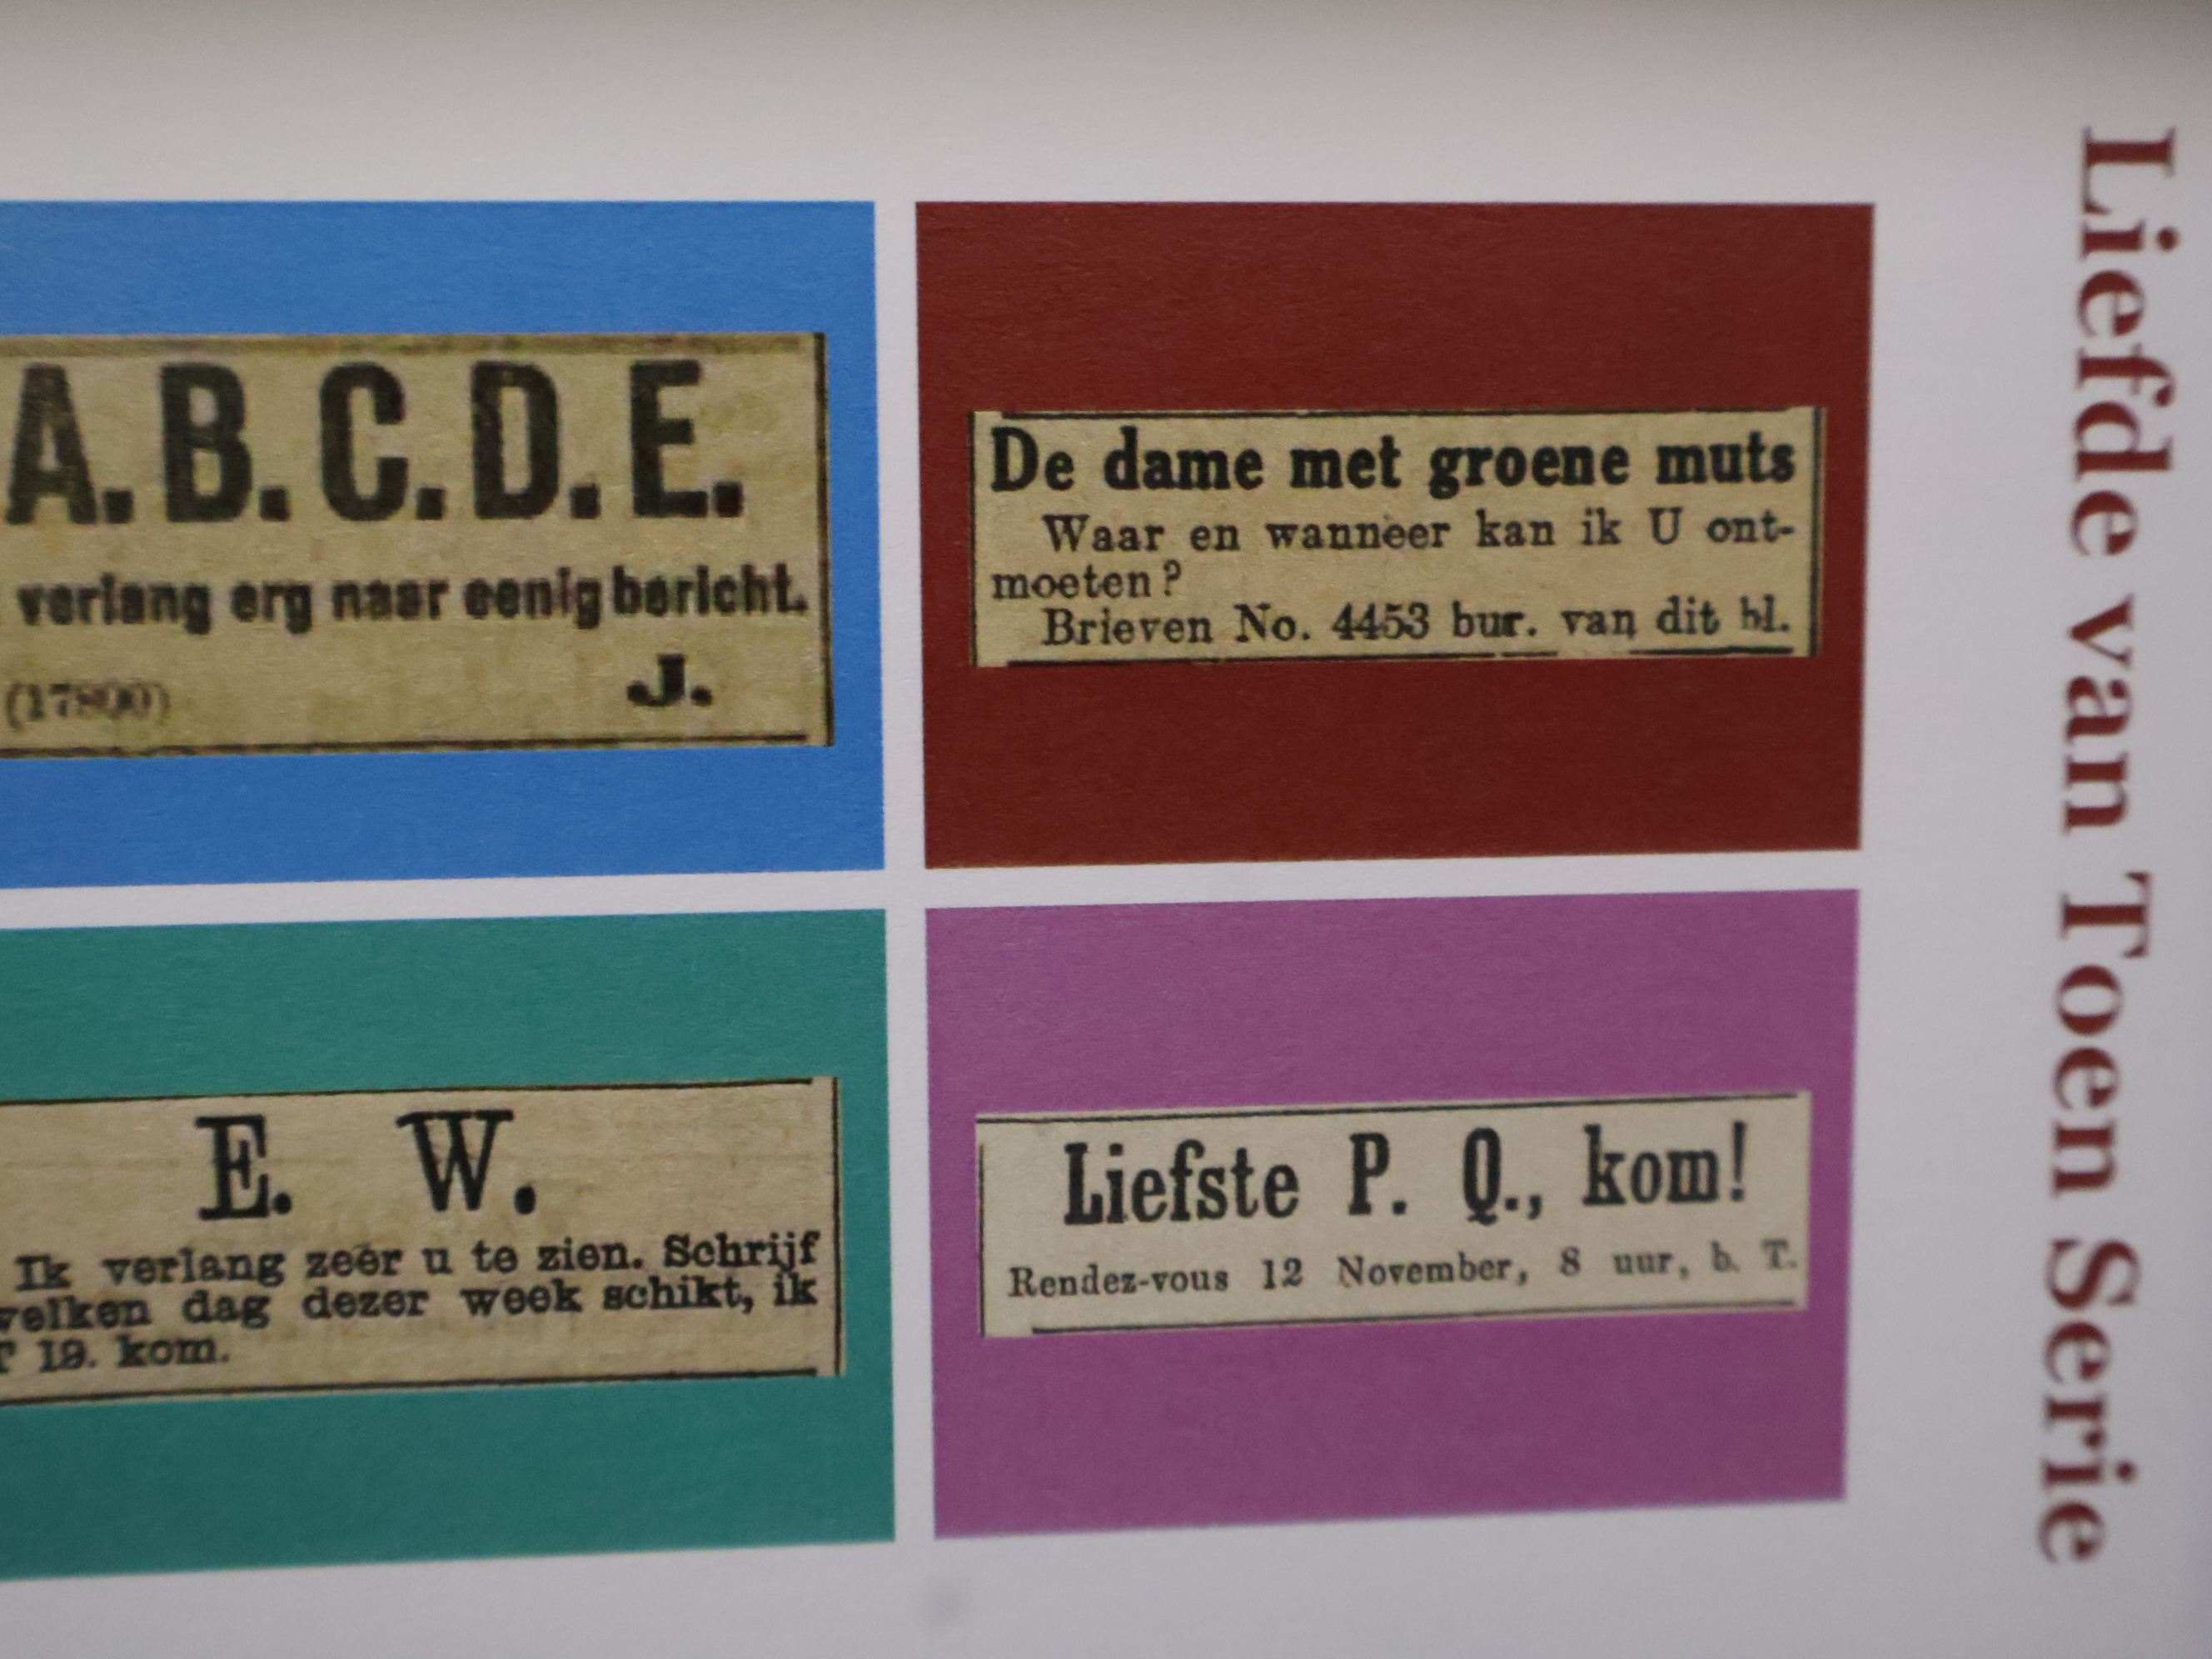 A.B.C.D.E.
verlang erg naar eenig bericht.
J.
(17800)
De dame met groene muts
Waar en wanneer kan ik U ont-
moeten?
Brieven No. 4453 bur. van dit bl.
E. W.
Ik verlang zeer u te zien. Schrijf
welken dag dezer week schikt, ik
19. kom.
Liefste P. Q., kom!
Rendez-vous 12 November, 8 uur, b. T.
Liefde van Toen Serie